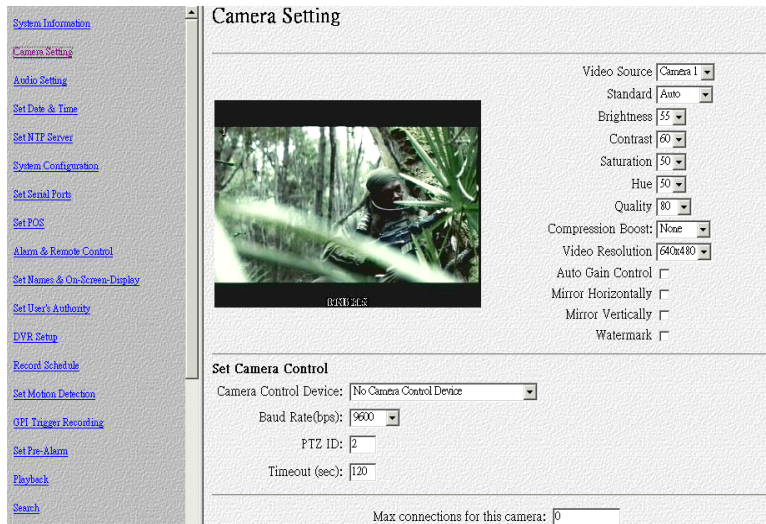 System Information
Camera Setting
Audio Setting
Set Date & Time
Set NTP Server
System Configuration
Set Serial Ports
Set POS
Alarm & Remote Control
Set Names & On-Screen-Display
Set User's Authority
DVR Setup
Record Schedule
Set Motion Detection
GPI Trigger Recording
Set Pre-Alarm
Playback
Search
Camera Setting
Video Source Camera 1
Standard Auto
Brightness 55
Contrast 60
Saturation 50
Hue 50
Quality 80
Compression Boost: None
Video Resolution 640x480
Auto Gain Control
Mirror Horizontally
Mirror Vertically
Watermark
Set Camera Control
Camera Control Device: No Camera Control Device
Baud Rate(bps): 9600
PTZ ID: 2
Timeout (sec): 120
Max connections for this camera: 0